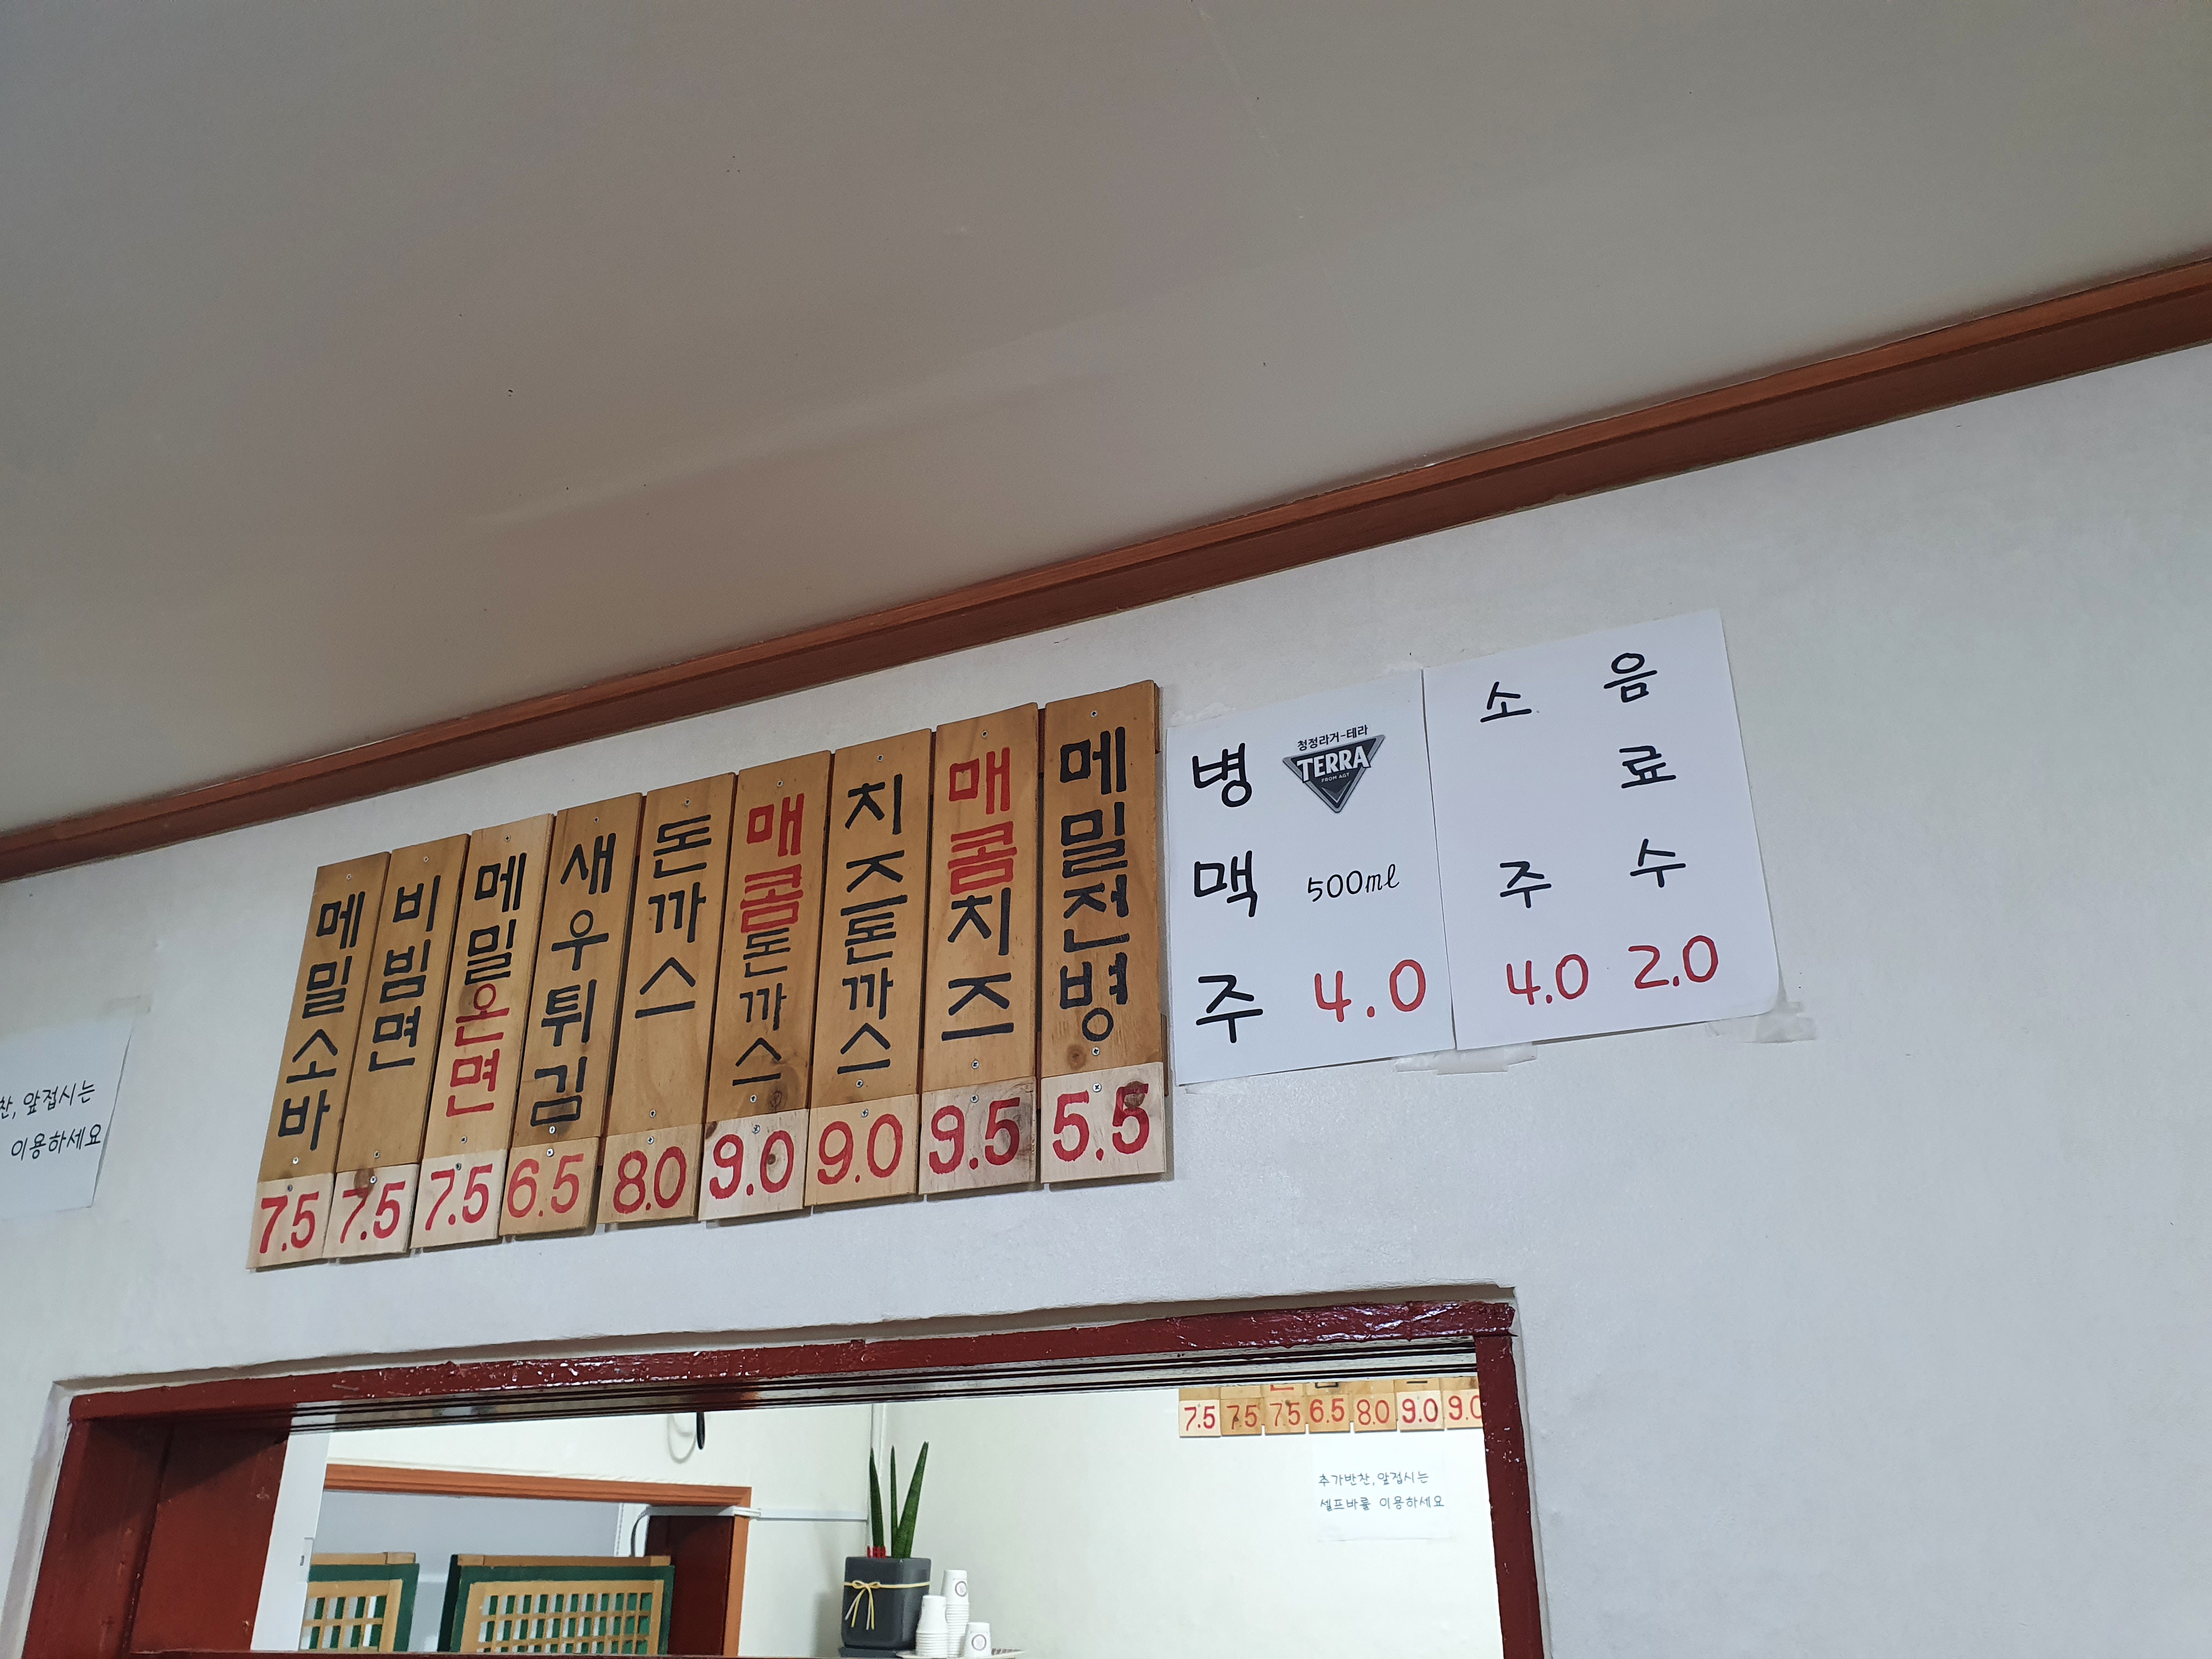 메밀소바
7.5
비빔면
7.5
메밀온면
7.5
새우튀김
6.5
돈까스
8.0
매콤돈까스
9.0
치즈돈까스
9.0
매콤치즈
9.5
메밀전병
5.5
병맥주
청정라거-테라
TERRA
FROM AGT
500ml
4.0
소주
4.0
음료수
2.0
찬, 앞접시는
이용하세요
7.5 7.5 7.5 6.5 8.0 9.0 9.0
추가반찬, 앞접시는
셀프바를 이용하세요